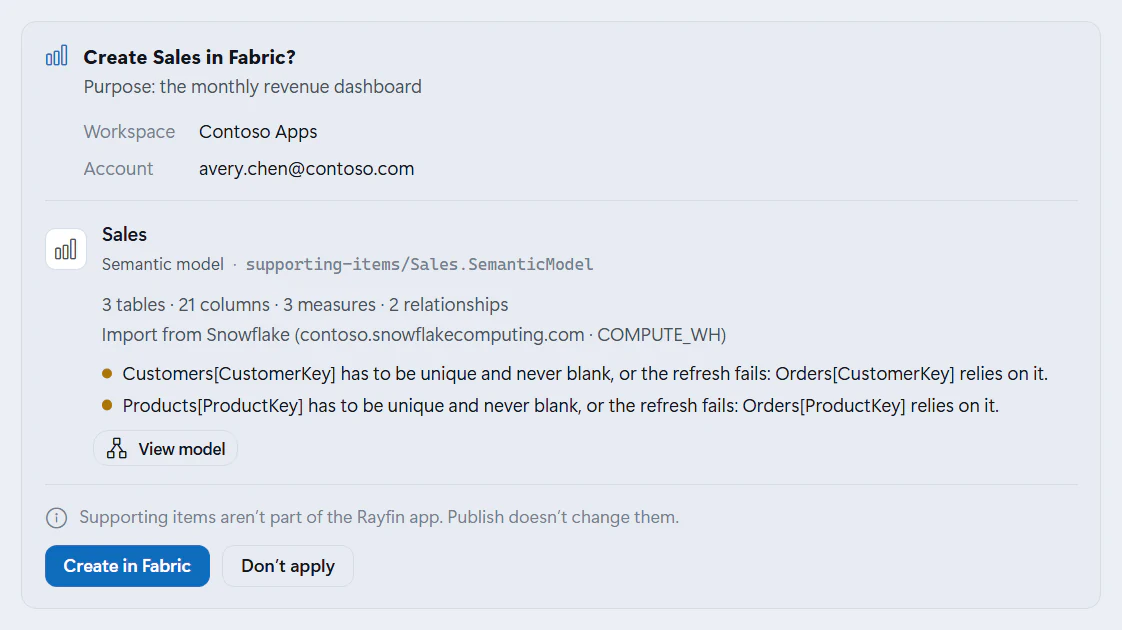 Create Sales in Fabric?
Purpose: the monthly revenue dashboard
Workspace Contoso Apps
Account avery.chen@contoso.com
Sales
Semantic model · supporting-items/Sales.SemanticModel
3 tables · 21 columns · 3 measures · 2 relationships
Import from Snowflake (contoso.snowflakecomputing.com · COMPUTE_WH)
Customers[CustomerKey] has to be unique and never blank, or the refresh fails: Orders[CustomerKey] relies on it.
Products[ProductKey] has to be unique and never blank, or the refresh fails: Orders[ProductKey] relies on it.
View model
Supporting items aren’t part of the Rayfin app. Publish doesn’t change them.
Create in Fabric Don’t apply